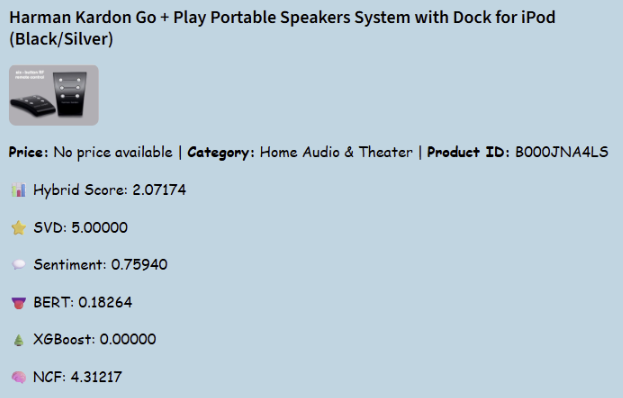 Harman Kardon Go + Play Portable Speakers System with Dock for iPod
(Black/Silver)
Price: No price available | Category: Home Audio & Theater | Product ID: B000JNA4LS
Hybrid Score: 2.07174
SVD: 5.00000
Sentiment: 0.75940
BERT: 0.18264
XGBoost: 0.00000
NCF: 4.31217